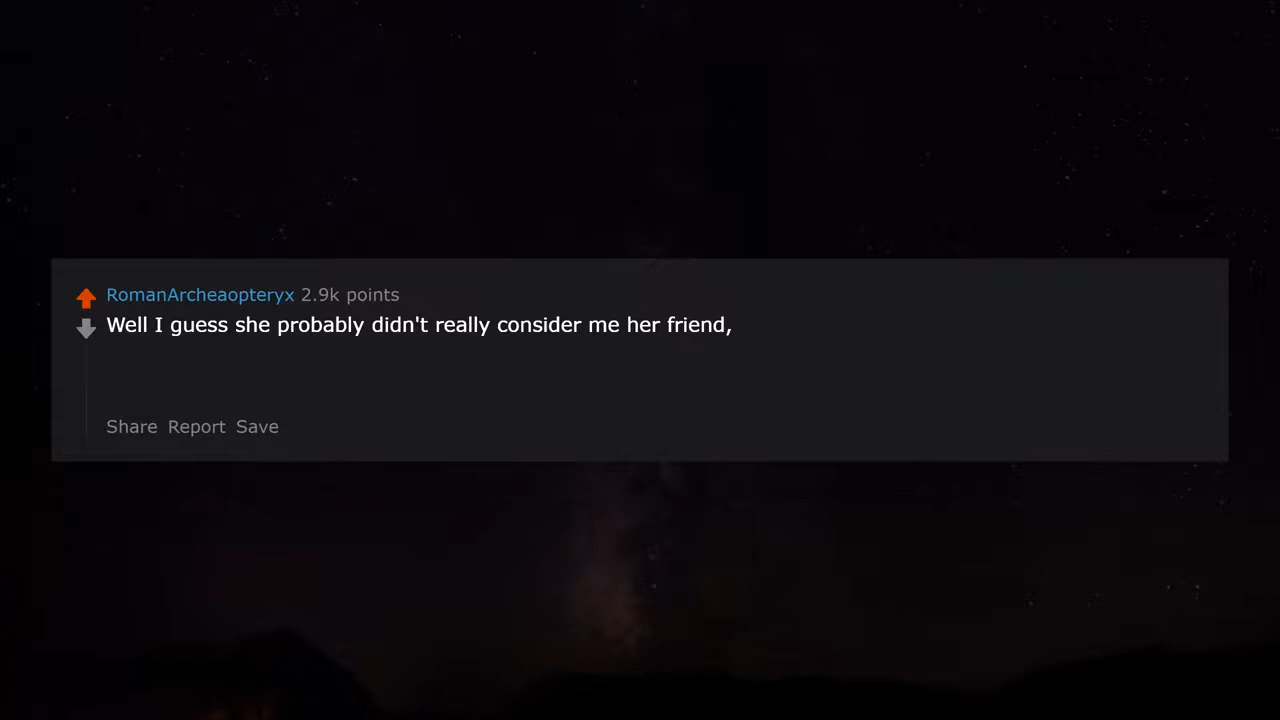 RomanArcheaopteryx 2.9k points
Well I guess she probably didn't really consider me her friend,
Share Report Save